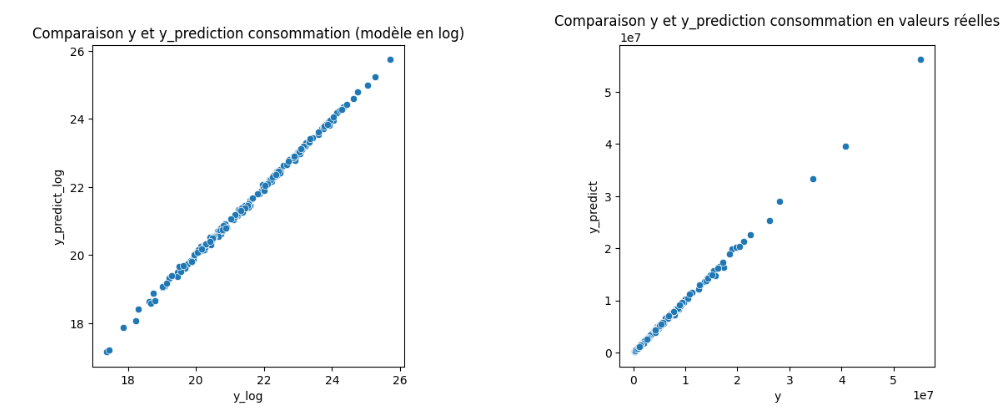 Comparaison y et y_prediction consommation (modèle en log)
26
24
22
20
18
y_predict_log
18
20
22
24
26
y_log
Comparaison y et y_prediction consommation en valeurs réelles
1e7
5
4
3
2
1
0
y_predict
0
1
2
3
4
5
1e7
y